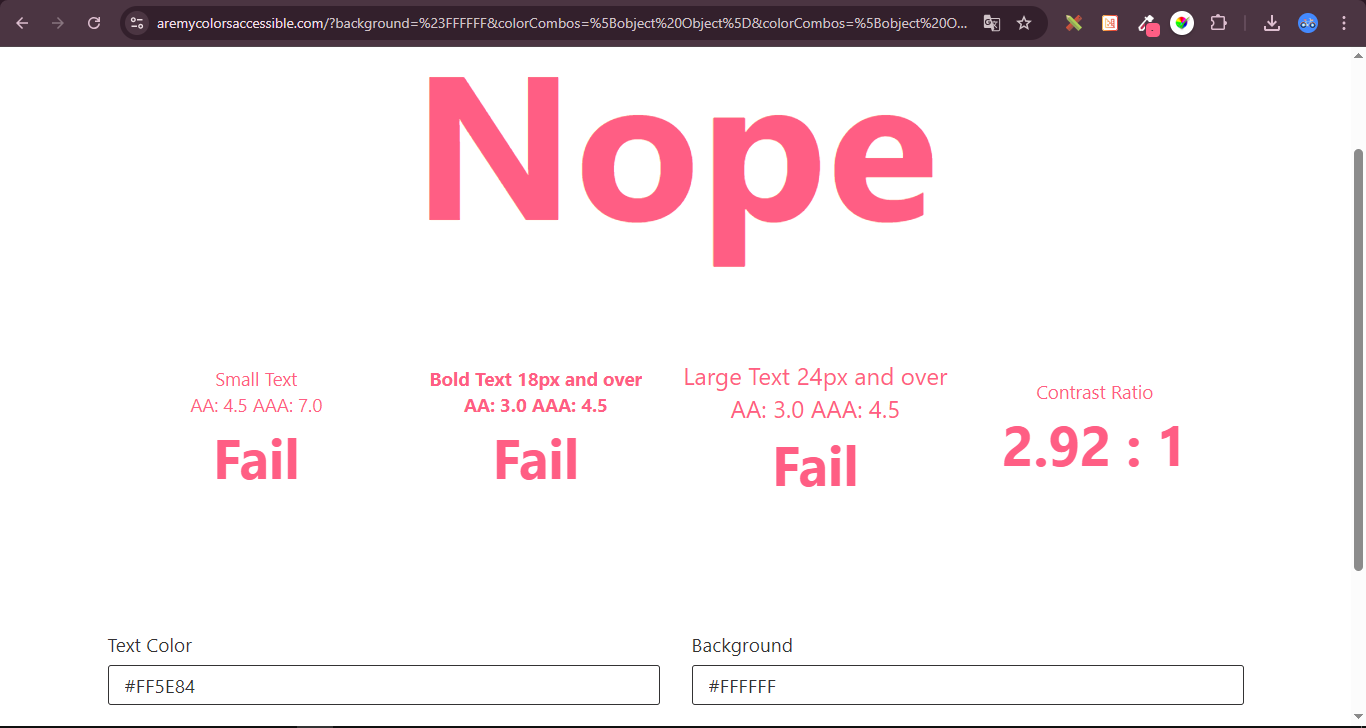 aremycolorsaccessible.com/?background=%23FFFFFF&colorCombos=%5Bobject%20Object%5D&colorCombos=%5Bobject%20O...
Nope
Small Text
AA: 4.5 AAA: 7.0
Fail
Bold Text 18px and over
AA: 3.0 AAA: 4.5
Fail
Large Text 24px and over
AA: 3.0 AAA: 4.5
Fail
Contrast Ratio
2.92 : 1
Text Color
#FF5E84
Background
#FFFFFF